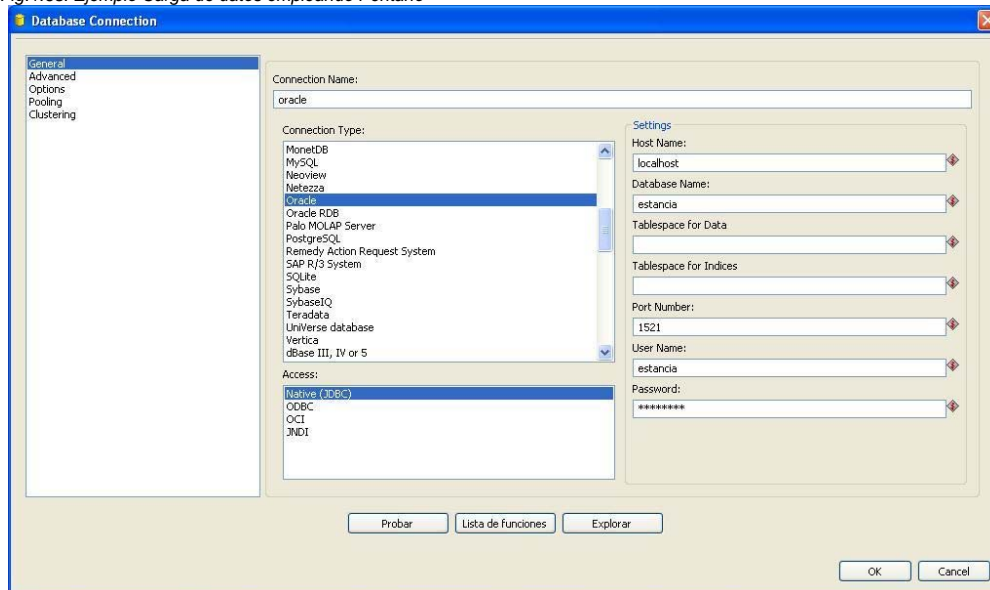 Database Connection
General
Advanced
Options
Pooling
Clustering
Connection Name:
oracle
Connection Type:
MonetDB
MySQL
Neoview
Netezza
Oracle
Oracle RDB
Palo MOLAP Server
PostgreSQL
Remedy Action Request System
SAP R/3 System
SQLite
Sybase
SybaseIQ
Teradata
UniVerse database
Vertica
dBase III, IV or 5
Access:
Native (JDBC)
ODBC
OCI
JNDI
Settings
Host Name:
localhost
Database Name:
estancia
Tablespace for Data
Tablespace for Indices
Port Number:
1521
User Name:
estancia
Password:
********
Probar
Lista de funciones
Explorar
OK
Cancel